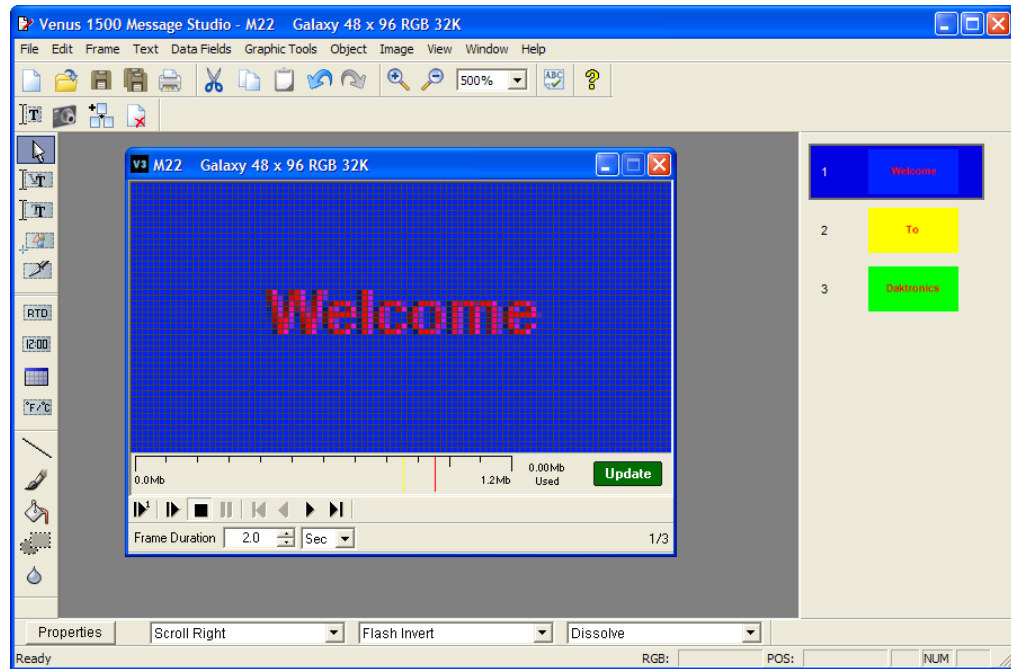 Venus 1500 Message Studio - M22 Galaxy 48 x 96 RGB 32K
File Edit Frame Text Data Fields Graphic Tools Object Image View Window Help
500% ABC ?
T
M22 Galaxy 48 x 96 RGB 32K
V3
T
T
RTD
12:00
°F/°C
Welcome
0.0Mb 1.2Mb 0.00Mb Used Update
1
Frame Duration 2.0 Sec 1/3
1 Welcome
2 To
3 Daktronics
Properties Scroll Right Flash Invert Dissolve
Ready RGB: POS: NUM